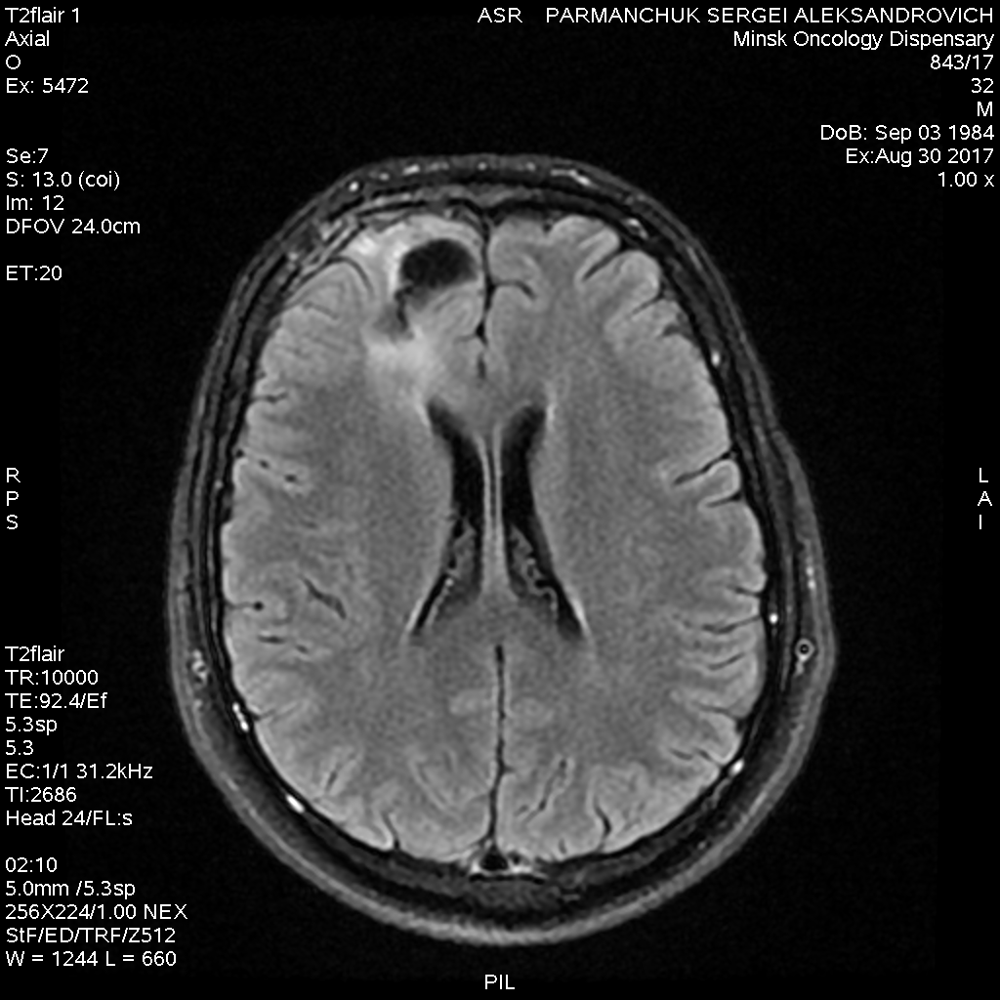 T2flair 1
Axial
O
Ex: 5472
Se:7
S: 13.0 (coi)
Im: 12
DFOV 24.0cm
ET:20
ASR PARMANCHUK SERGEI ALEKSANDROVICH
Minsk Oncology Dispensary
843/17
32
M
DoB: Sep 03 1984
Ex:Aug 30 2017
1.00 x
R
P
S
L
A
I
T2flair
TR:10000
TE:92.4/Ef
5.3sp
5.3
EC:1/1 31.2kHz
TI:2686
Head 24/FL:s
02:10
5.0mm /5.3sp
256X224/1.00 NEX
StF/ED/TRF/Z512
W = 1244 L = 660
PIL